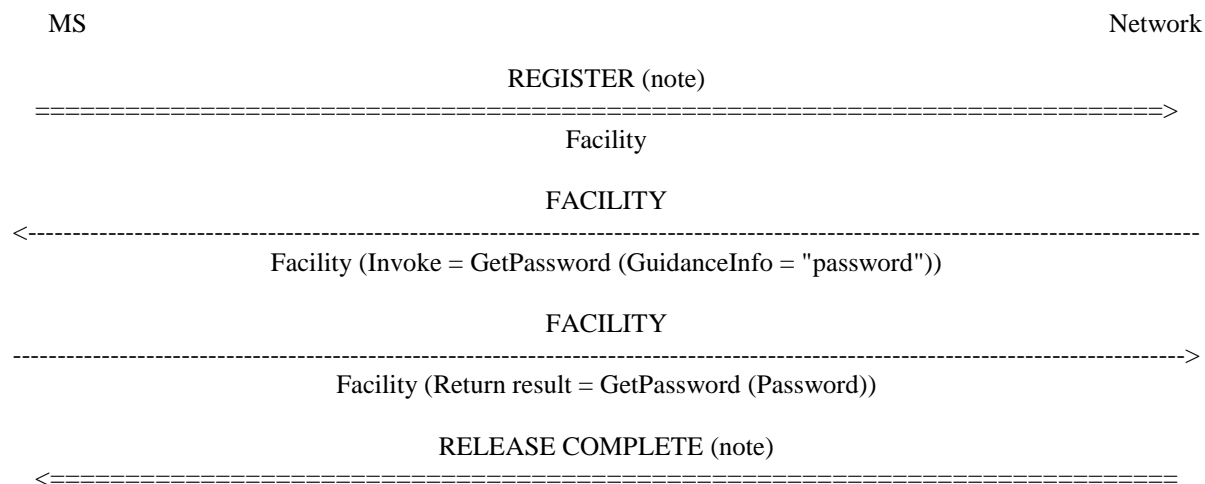 MS Network
REGISTER (note)
===========================================================================>
Facility
FACILITY
<------------------------------------------------------------------------------------------------------------------------------------
Facility (Invoke = GetPassword (GuidanceInfo = "password"))
FACILITY
------------------------------------------------------------------------------------------------------------------------------------>
Facility (Return result = GetPassword (Password))
RELEASE COMPLETE (note)
<===========================================================================